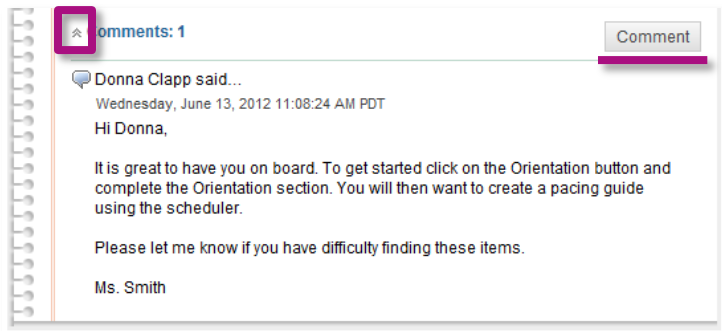 Comments: 1
Comment
Donna Clapp said...
Wednesday, June 13, 2012 11:08:24 AM PDT
Hi Donna,
It is great to have you on board. To get started click on the Orientation button and
complete the Orientation section. You will then want to create a pacing guide
using the scheduler.
Please let me know if you have difficulty finding these items.
Ms. Smith